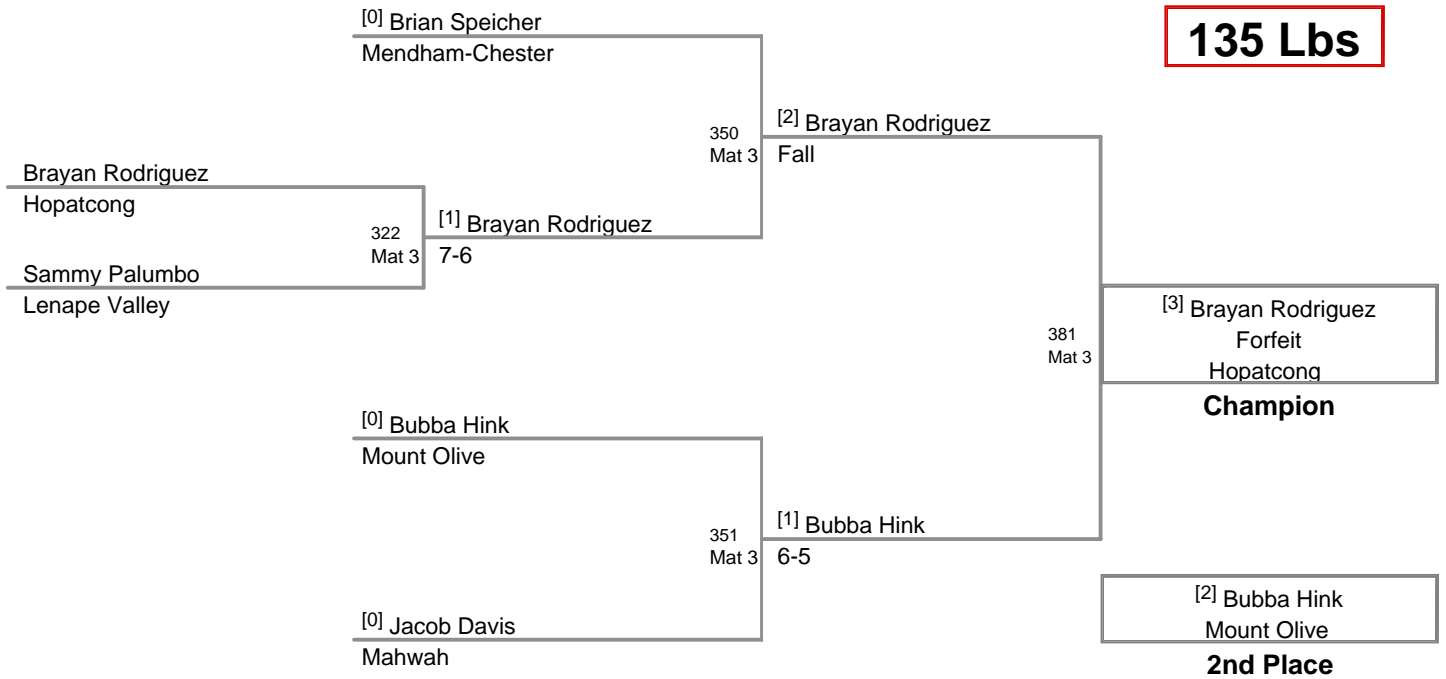 [0] Brian Speicher
Mendham-Chester
135 Lbs
350
Mat 3
[2] Brayan Rodriguez
Fall
Brayan Rodriguez
Hopatcong
322
Mat 3
[1] Brayan Rodriguez
7-6
Sammy Palumbo
Lenape Valley
381
Mat 3
[3] Brayan Rodriguez
Forfeit
Hopatcong
Champion
[0] Bubba Hink
Mount Olive
351
Mat 3
[1] Bubba Hink
6-5
[0] Jacob Davis
Mahwah
[2] Bubba Hink
Mount Olive
2nd Place